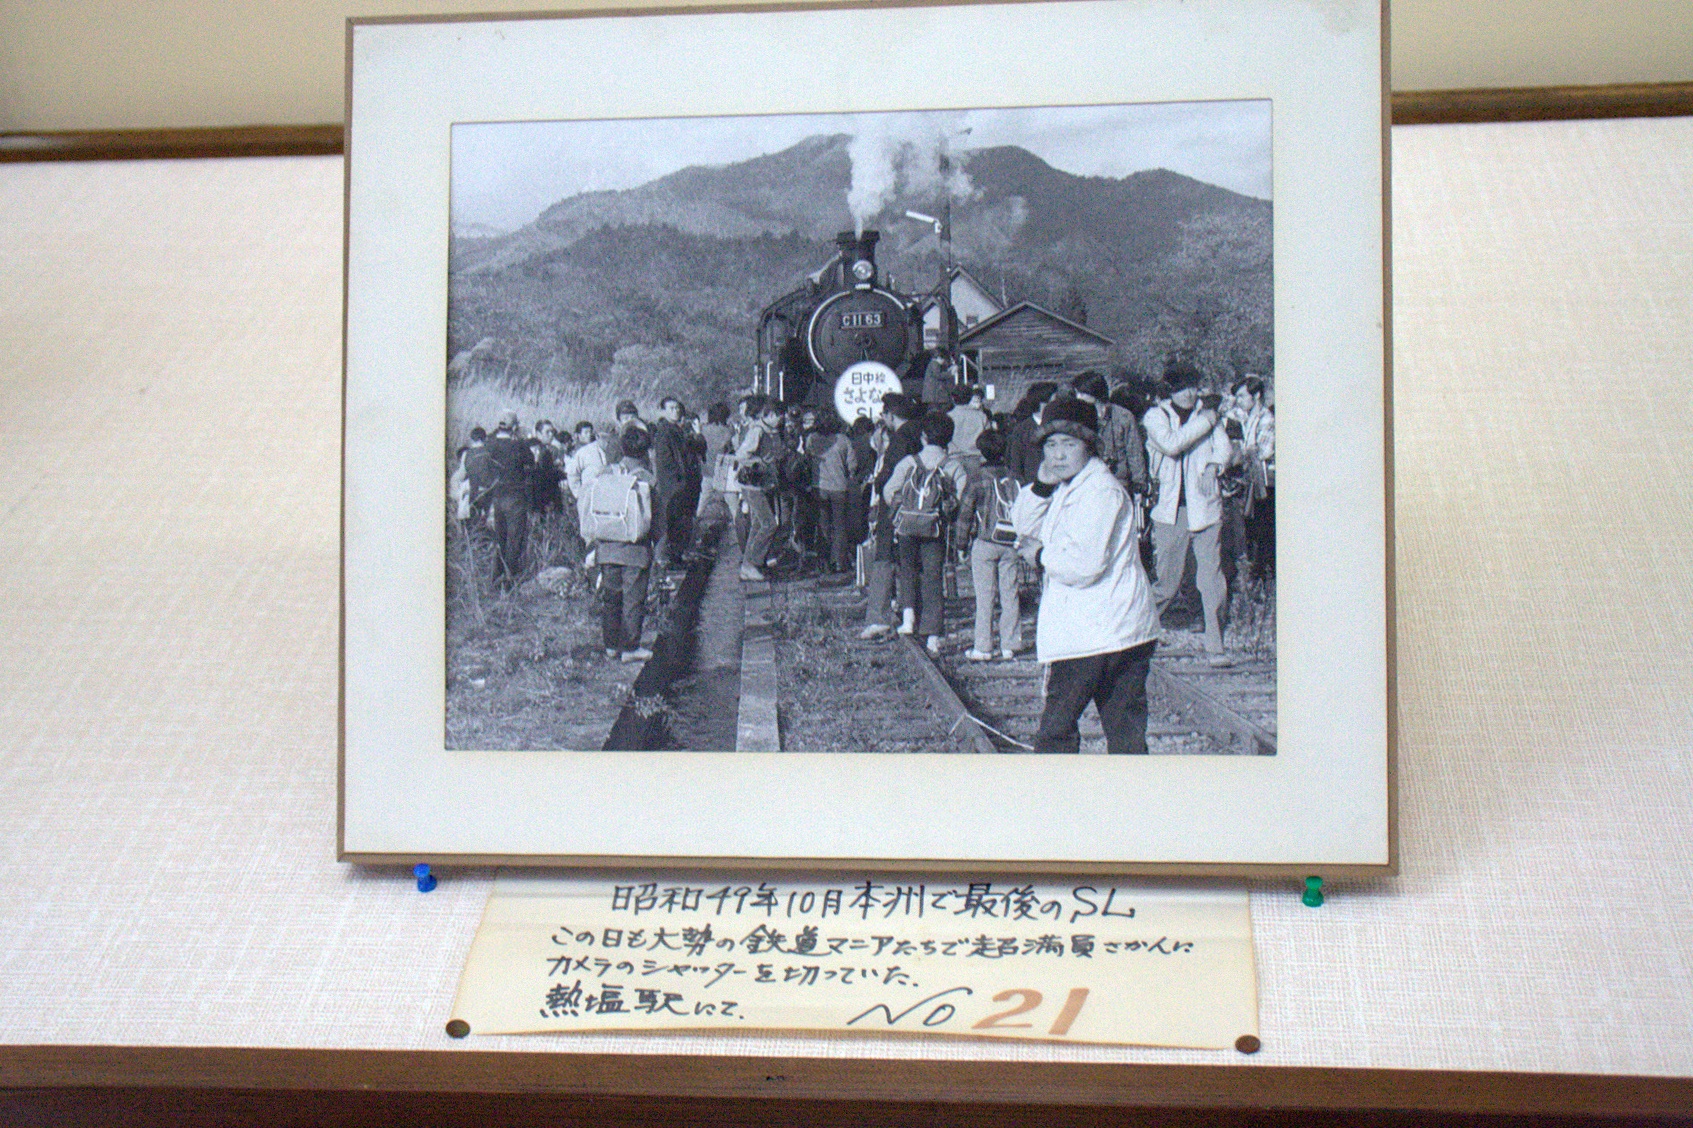 C11 63
日中線
さよなら
SL
昭和49年10月本洲で最後のSL
この日も大勢の鉄道マニアたちで超満員さかんに
カメラのシャッターを切っていた.
熱塩駅にて.
No 21